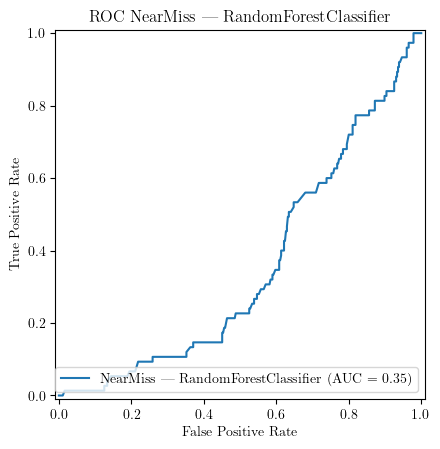 ROC NearMiss — RandomForestClassifier
True Positive Rate
1.0
0.8
0.6
0.4
0.2
0.0
NearMiss — RandomForestClassifier (AUC = 0.35)
0.0 0.2 0.4 0.6 0.8 1.0
False Positive Rate